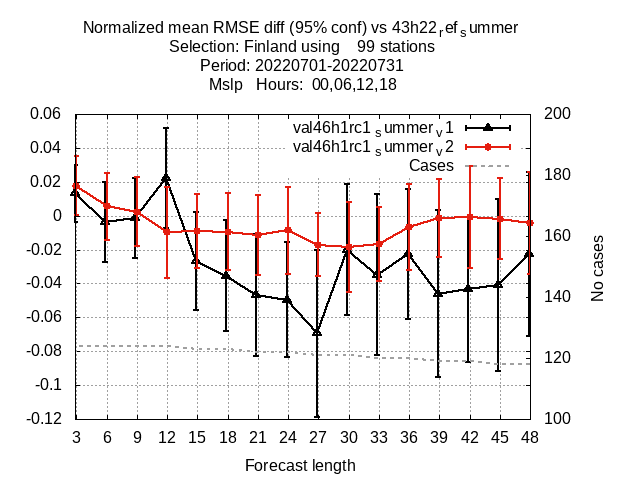 Normalized mean RMSE diff (95% conf) vs 43h22ᵣefₛummer
Selection: Finland using    99 stations
Period: 20220701-20220731
Mslp   Hours:  00,06,12,18
val46h1rc1ₛummerᵥ1
val46h1rc1ₛummerᵥ2
Cases
0.06
0.04
0.02
0
-0.02
-0.04
-0.06
-0.08
-0.1
-0.12
200
180
160
140
120
100
No cases
3 6 9 12 15 18 21 24 27 30 33 36 39 42 45 48
Forecast length